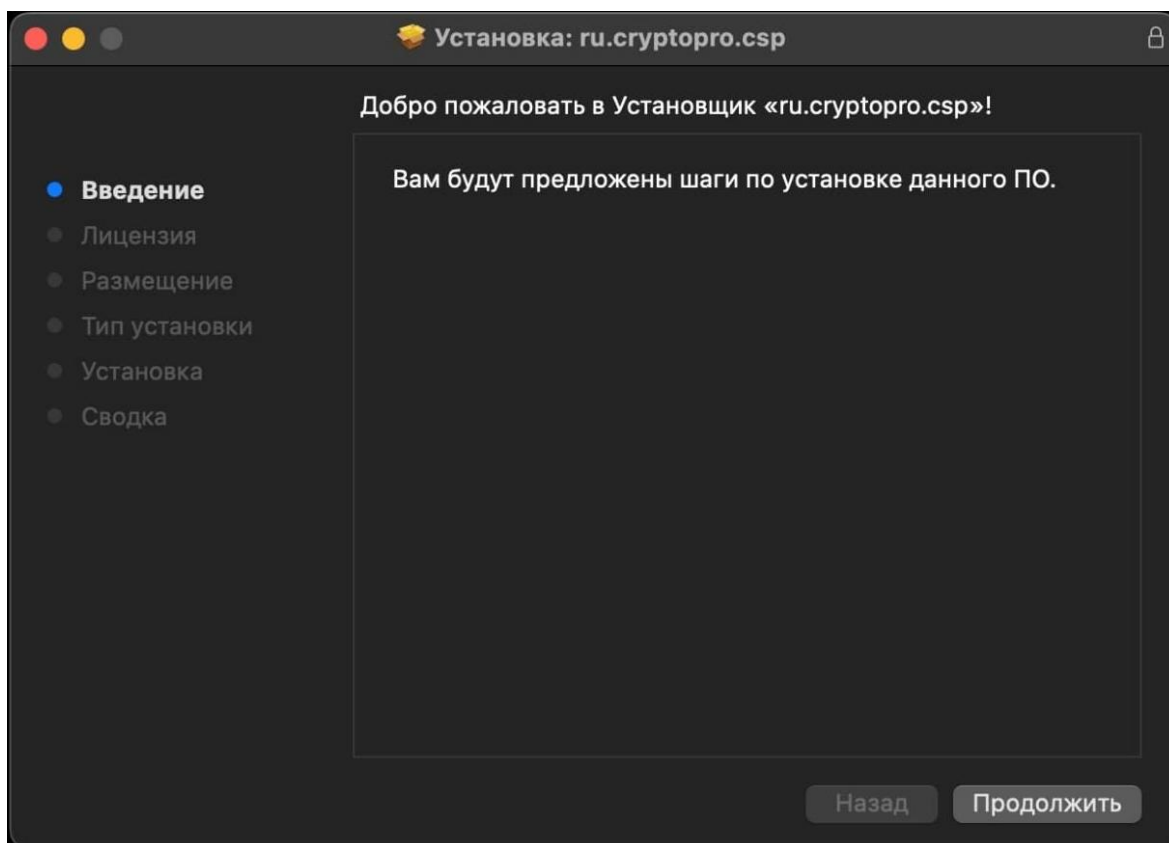 Установка: ru.cryptopro.csp
Добро пожаловать в Установщик «ru.cryptopro.csp»!
Введение
Лицензия
Размещение
Тип установки
Установка
Сводка
Вам будут предложены шаги по установке данного ПО.
Назад
Продолжить